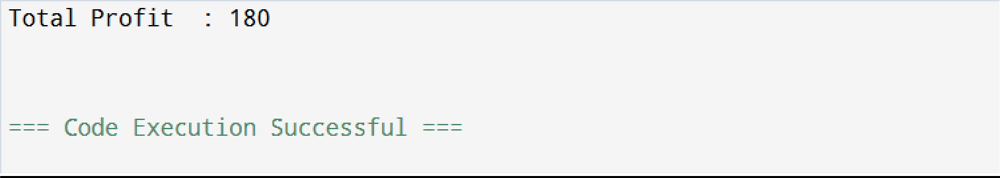 Total Profit  : 180
=== Code Execution Successful ===